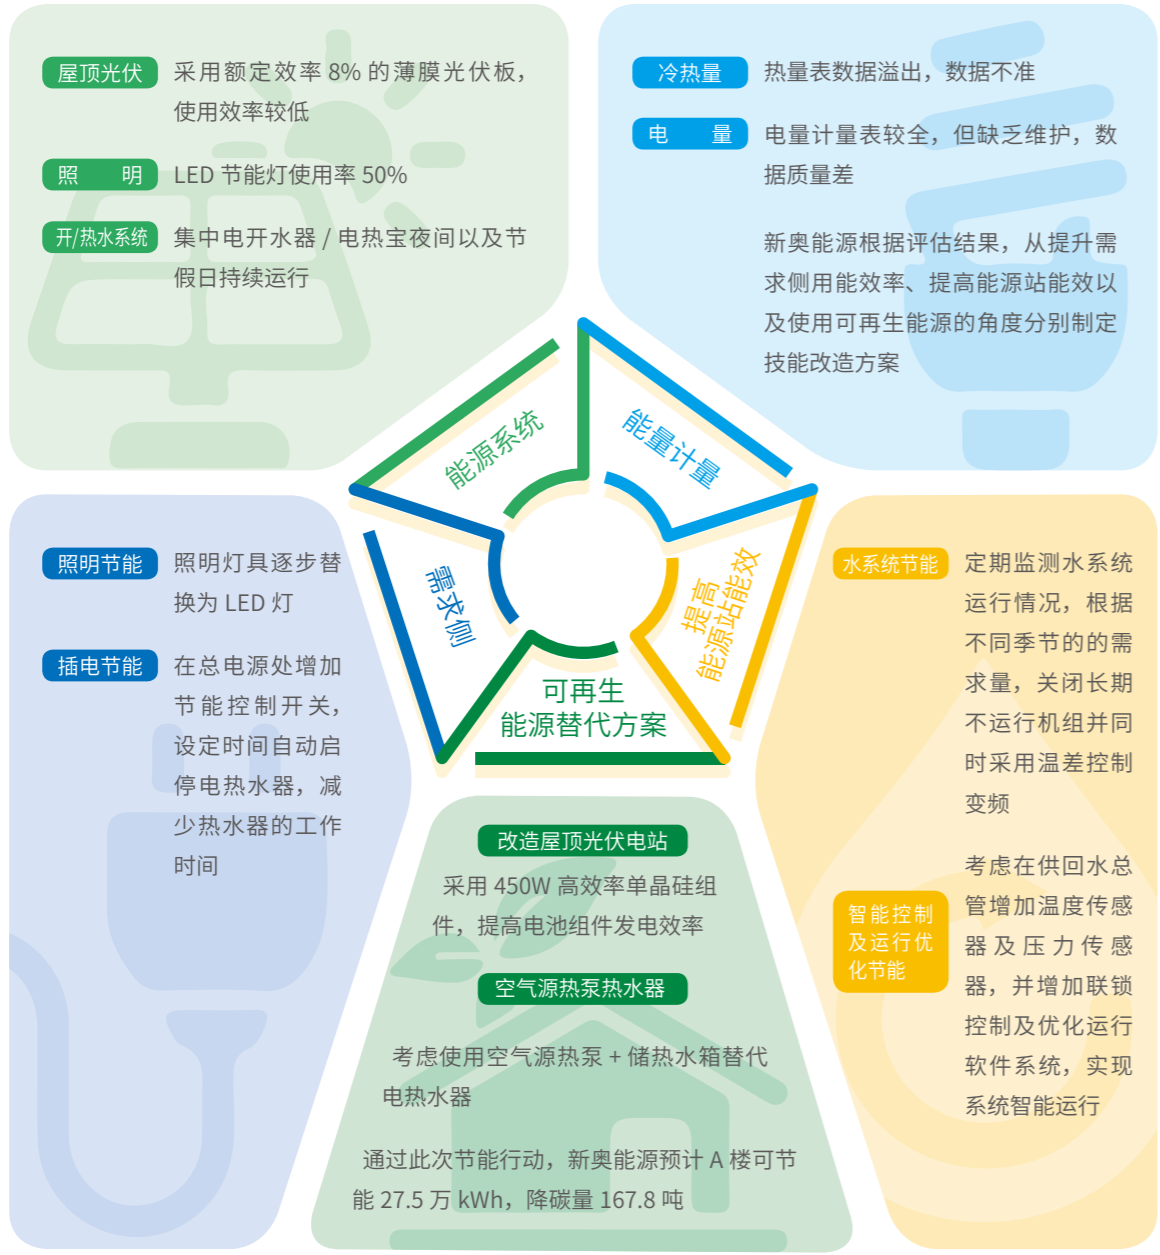 屋顶光伏
采用额定效率 8% 的薄膜光伏板，
使用效率较低
照 明
LED 节能灯使用率 50%
开/热水系统
集中电开水器 / 电热宝夜间以及节
假日持续运行
冷热量
热量表数据溢出，数据不准
电 量
电量计量表较全，但缺乏维护，数
据质量差
新奥能源根据评估结果，从提升需
求侧用能效率、提高能源站能效以
及使用可再生能源的角度分别制定
技能改造方案
能源系统
能量计量
需求侧
提高
能源站能效
可再生
能源替代方案
照明节能
照明灯具逐步替
换为 LED 灯
插电节能
在总电源处增加
节能控制开关，
设定时间自动启
停电热水器，减
少热水器的工作
时间
水系统节能
定期监测水系统
运行情况，根据
不同季节的的需
求量，关闭长期
不运行机组并同
时采用温差控制
变频
智能控制
及运行优
化节能
考虑在供回水总
管增加温度传感
器及压力传感
器，并增加联锁
控制及优化运行
软件系统，实现
系统智能运行
改造屋顶光伏电站
采用 450W 高效率单晶硅组
件，提高电池组件发电效率
空气源热泵热水器
考虑使用空气源热泵 + 储热水箱替代
电热水器
通过此次节能行动，新奥能源预计 A 楼可节
能 27.5 万 kWh，降碳量 167.8 吨